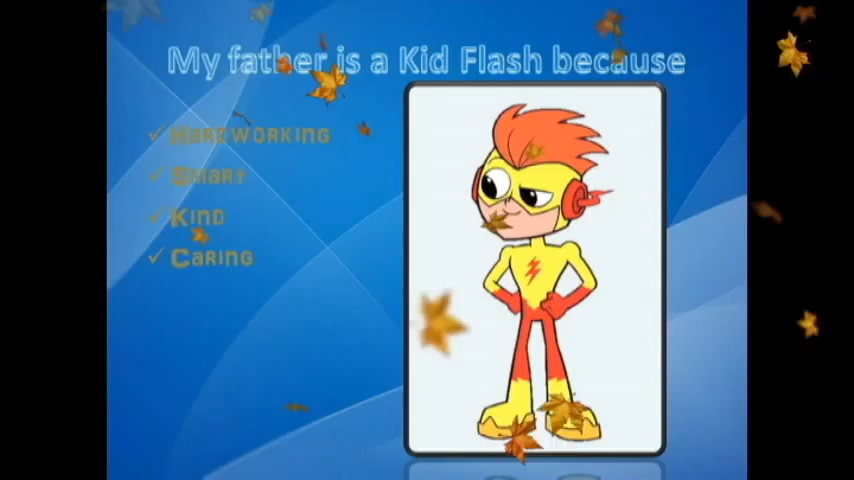 My father is a Kid Flash because
✓ Hardworking
✓ Smart
✓ Kind
✓ Caring